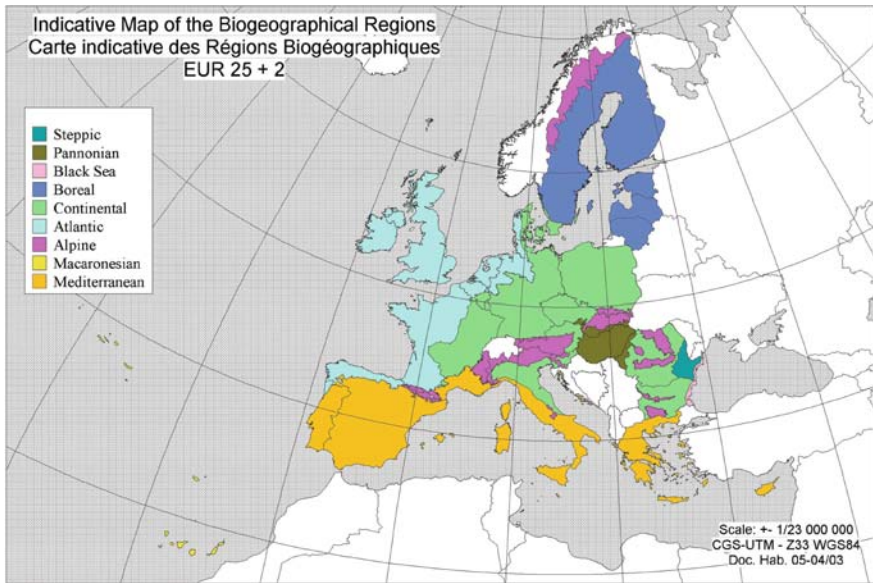 Indicative Map of the Biogeographical Regions
Carte indicative des Régions Biogéographiques
EUR 25 + 2
Steppic
Pannonian
Black Sea
Boreal
Continental
Atlantic
Alpine
Macaronesian
Mediterranean
Scale: +- 1/23 000 000
CGS-UTM - Z33 WGS84
Doc. Hab. 05-04/03